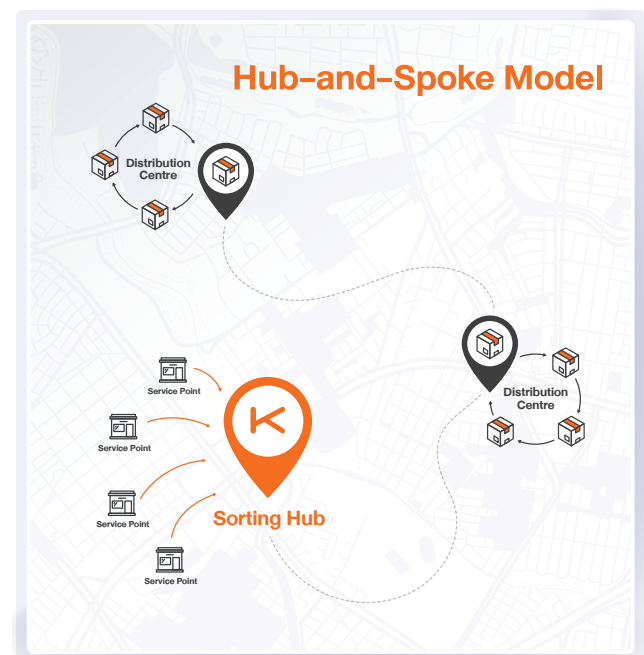 Hub-and-Spoke Model
Distribution
Centre
Distribution
Centre
Service Point
Service Point
Service Point
Service Point
Sorting Hub